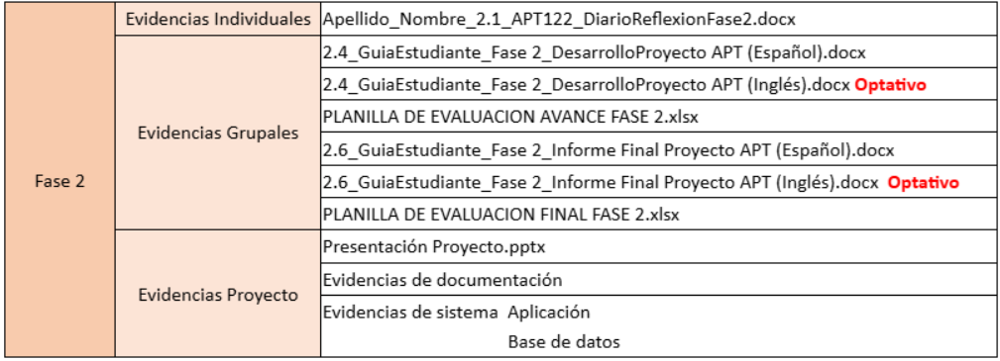 Fase 2
Evidencias Individuales
Apellido_Nombre_2.1_APT122_DiarioReflexionFase2.docx
Evidencias Grupales
2.4_GuiaEstudiante_Fase 2_DesarrolloProyecto APT (Español).docx
2.4_GuiaEstudiante_Fase 2_DesarrolloProyecto APT (Inglés).docx Optativo
PLANILLA DE EVALUACION AVANCE FASE 2.xlsx
2.6_GuiaEstudiante_Fase 2_Informe Final Proyecto APT (Español).docx
2.6_GuiaEstudiante_Fase 2_Informe Final Proyecto APT (Inglés).docx Optativo
PLANILLA DE EVALUACION FINAL FASE 2.xlsx
Evidencias Proyecto
Presentación Proyecto.pptx
Evidencias de documentación
Evidencias de sistema Aplicación
Base de datos